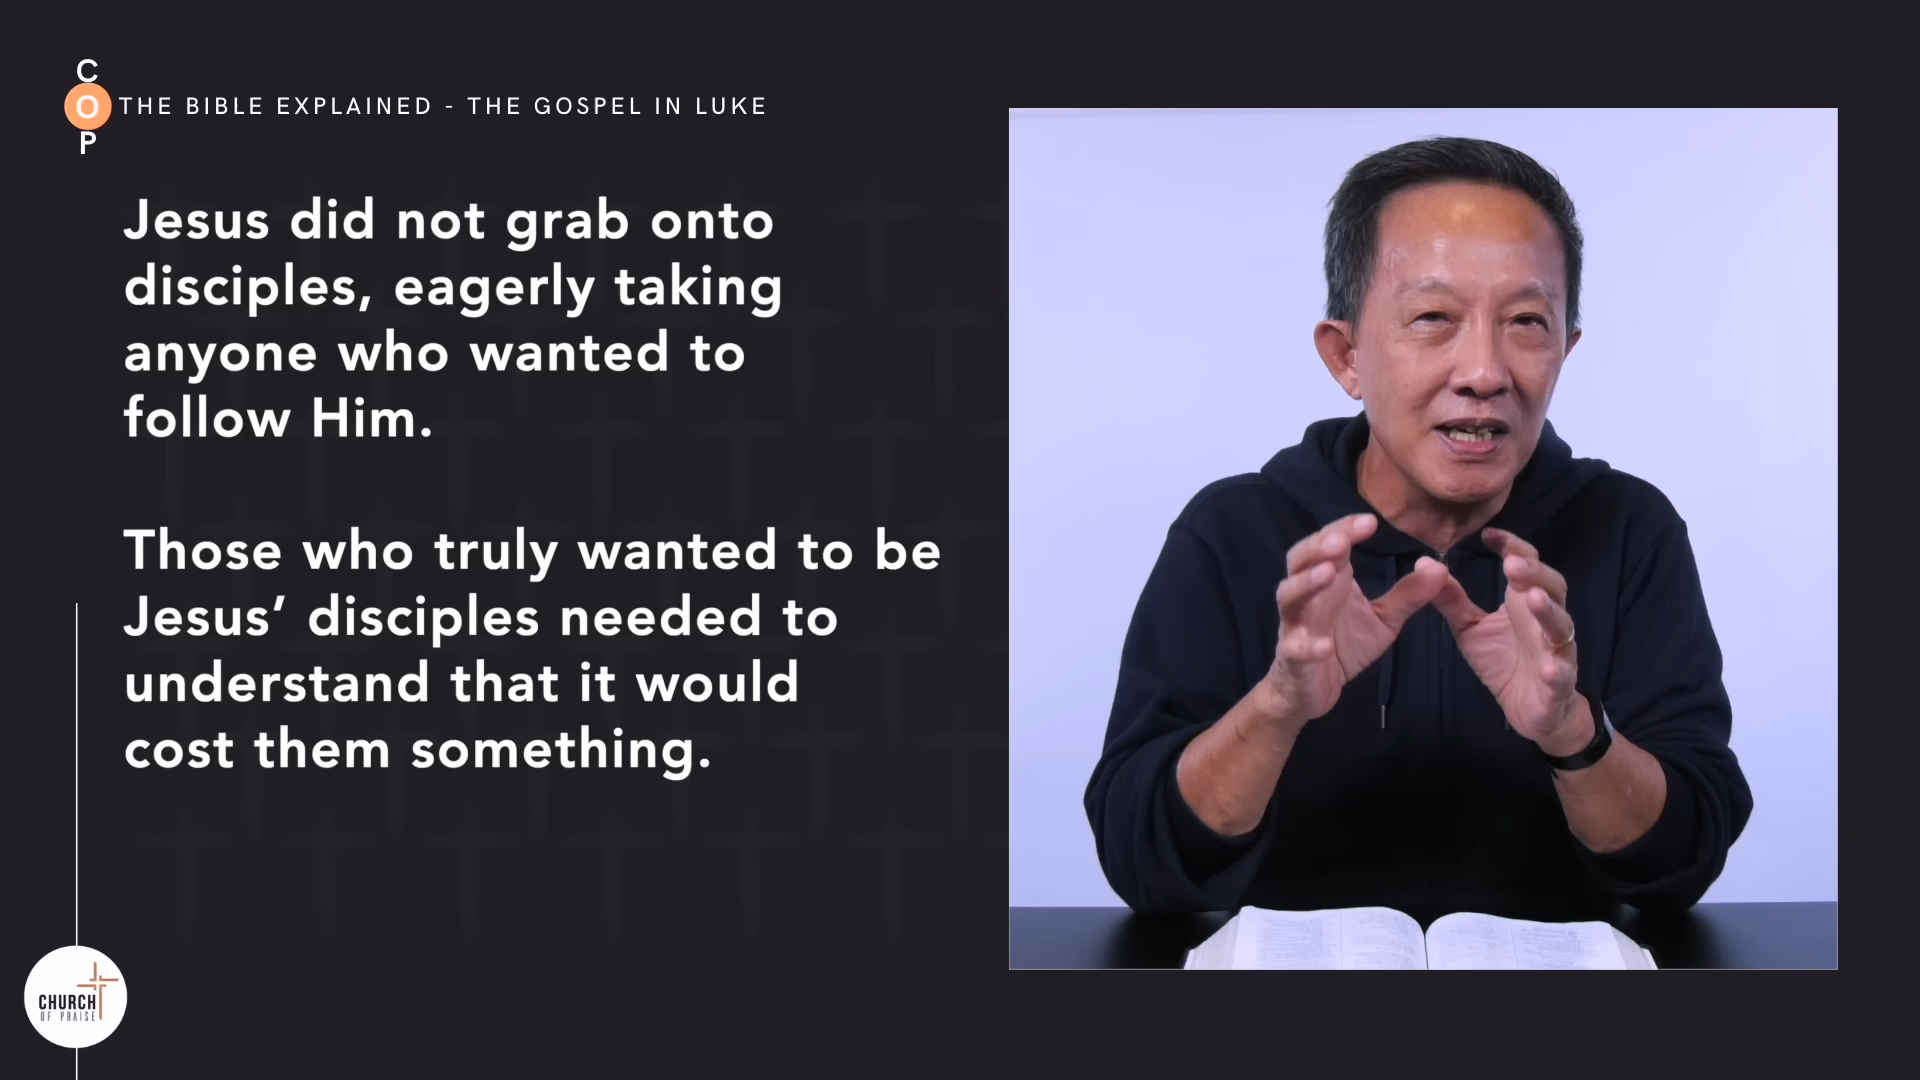 C
O
P
THE BIBLE EXPLAINED - THE GOSPEL IN LUKE
Jesus did not grab onto
disciples, eagerly taking
anyone who wanted to
follow Him.
Those who truly wanted to be
Jesus’ disciples needed to
understand that it would
cost them something.
CHURCH
OF PRAISE